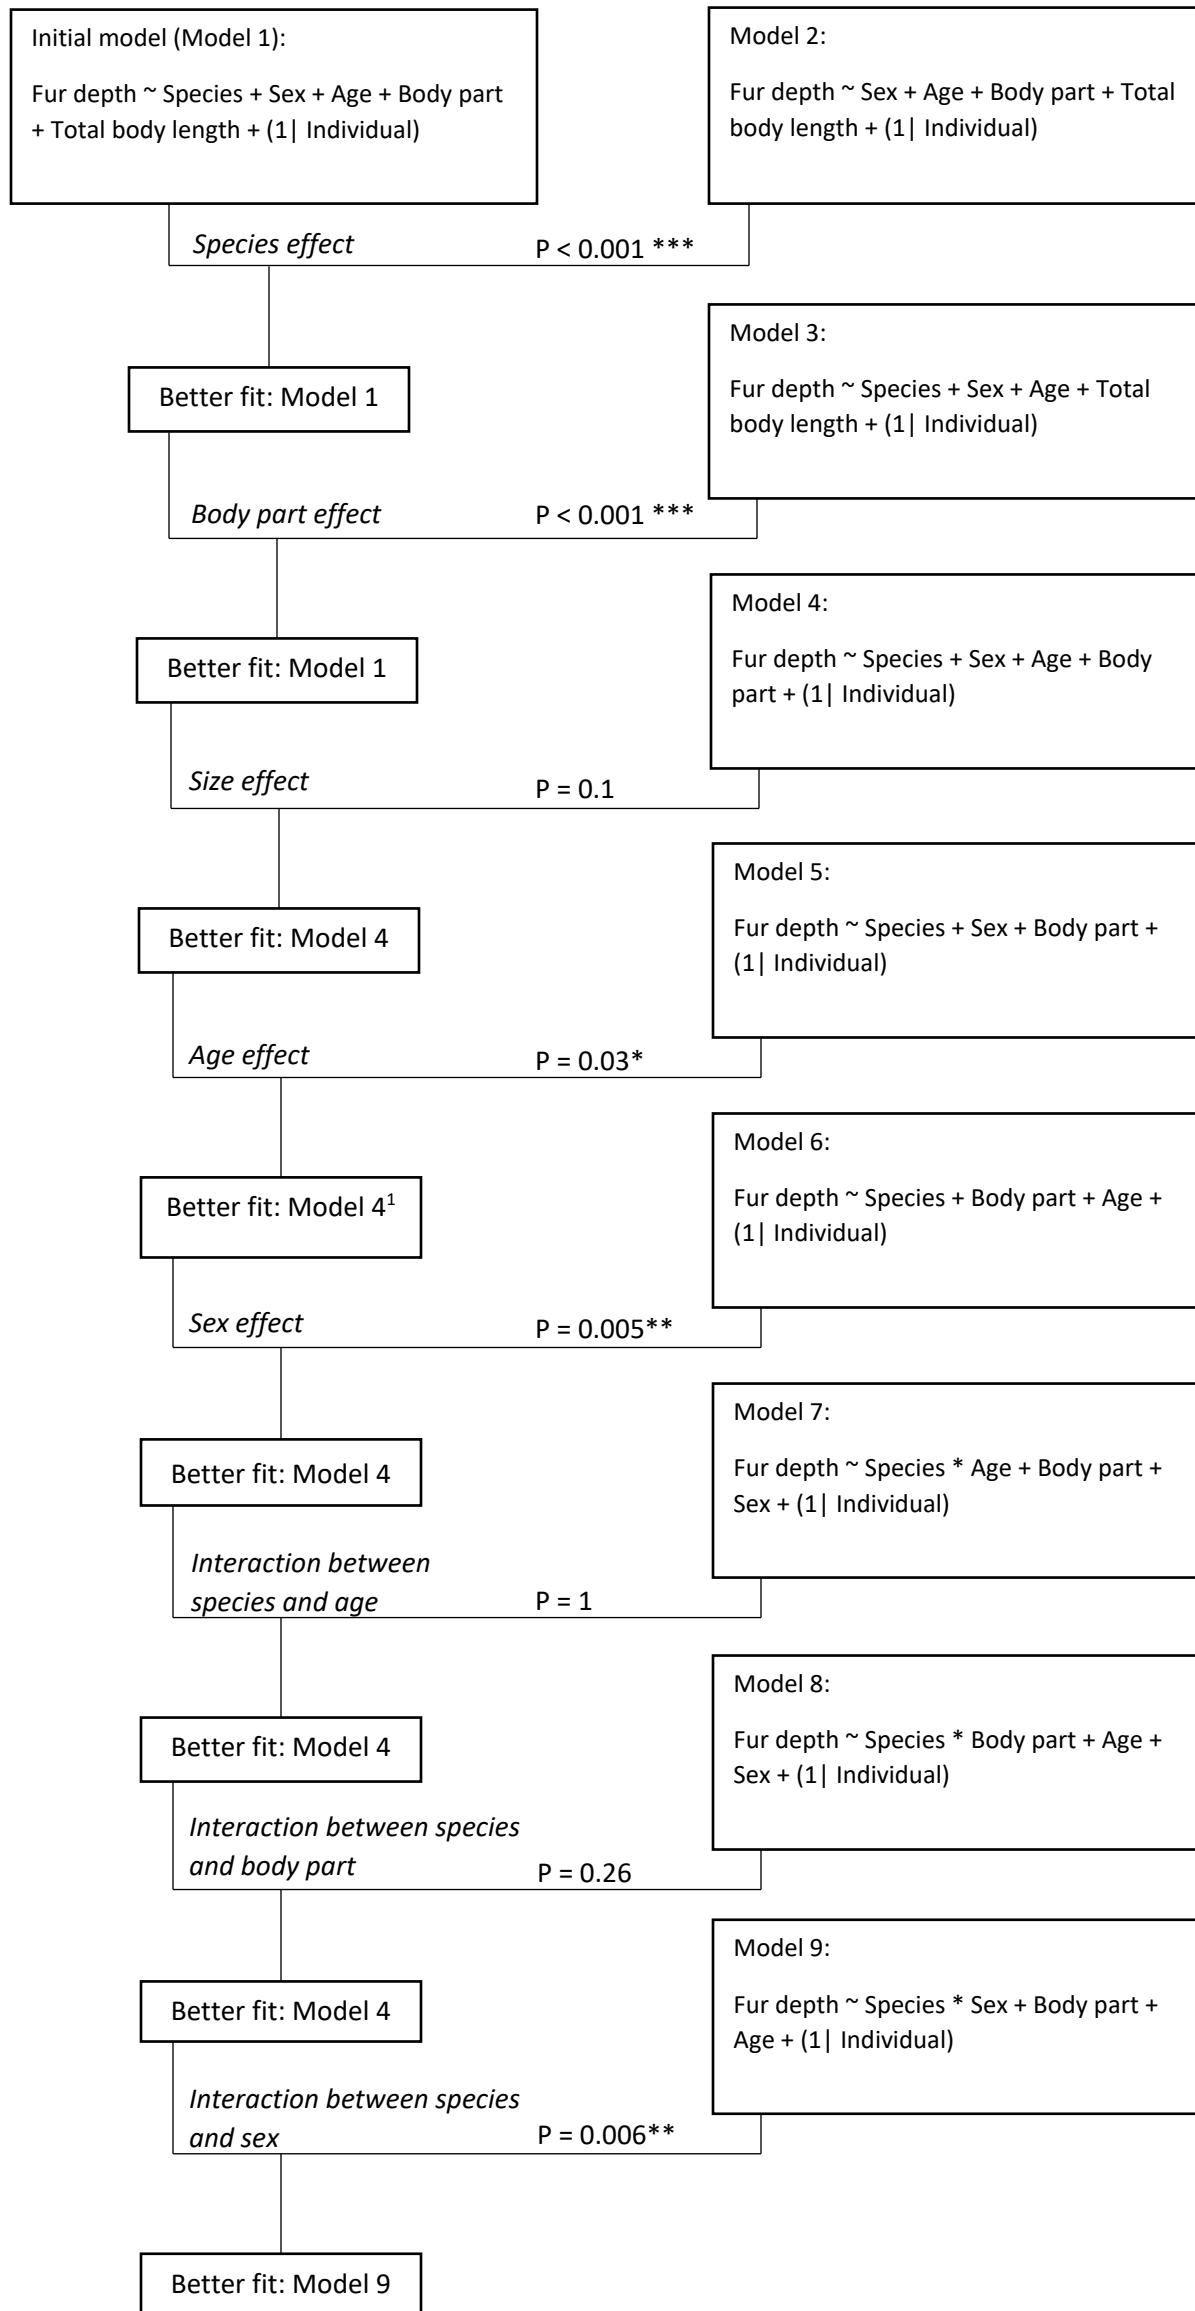 Initial model (Model 1):
Fur depth ~ Species + Sex + Age + Body part
+ Total body length + (1| Individual)
Model 2:
Fur depth ~ Sex + Age + Body part + Total
body length + (1| Individual)
Species effect
P < 0.001 ***
Better fit: Model 1
Model 3:
Fur depth ~ Species + Sex + Age + Total
body length + (1| Individual)
Body part effect
P < 0.001 ***
Better fit: Model 1
Model 4:
Fur depth ~ Species + Sex + Age + Body
part + (1| Individual)
Size effect
P = 0.1
Better fit: Model 4
Model 5:
Fur depth ~ Species + Sex + Body part +
(1| Individual)
Age effect
P = 0.03*
Better fit: Model 4¹
Model 6:
Fur depth ~ Species + Body part + Age +
(1| Individual)
Sex effect
P = 0.005**
Better fit: Model 4
Model 7:
Fur depth ~ Species * Age + Body part +
Sex + (1| Individual)
Interaction between
species and age
P = 1
Better fit: Model 4
Model 8:
Fur depth ~ Species * Body part + Age +
Sex + (1| Individual)
Interaction between species
and body part
P = 0.26
Better fit: Model 4
Model 9:
Fur depth ~ Species * Sex + Body part +
Age + (1| Individual)
Interaction between species
and sex
P = 0.006**
Better fit: Model 9